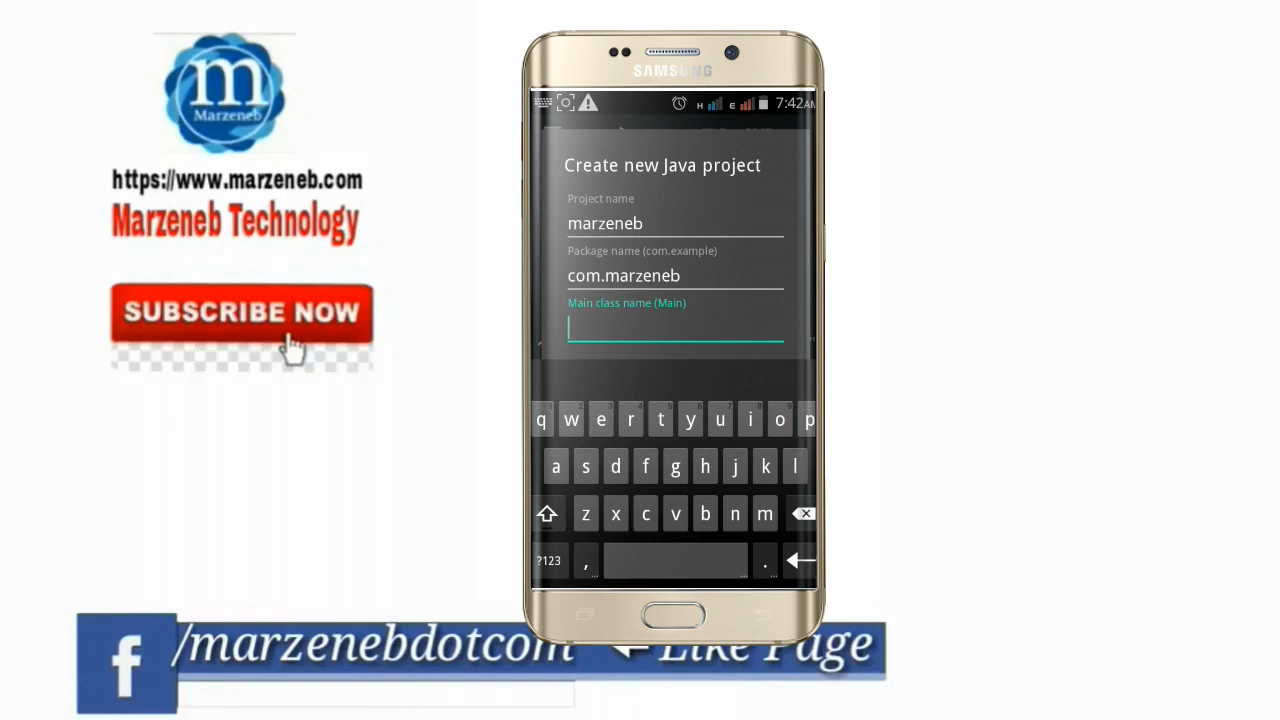 m
Marzeneb
https://www.marzeneb.com
Marzeneb Technology
SUBSCRIBE NOW
SAMSUNG
H E 7:42AM
Create new Java project
Project name
marzeneb
Package name (com.example)
com.marzeneb
Main class name (Main)
q w e r t y u i o p
a s d f g h j k l
z x c v b n m
?123 , .
f /marzenebdotcom Like Page